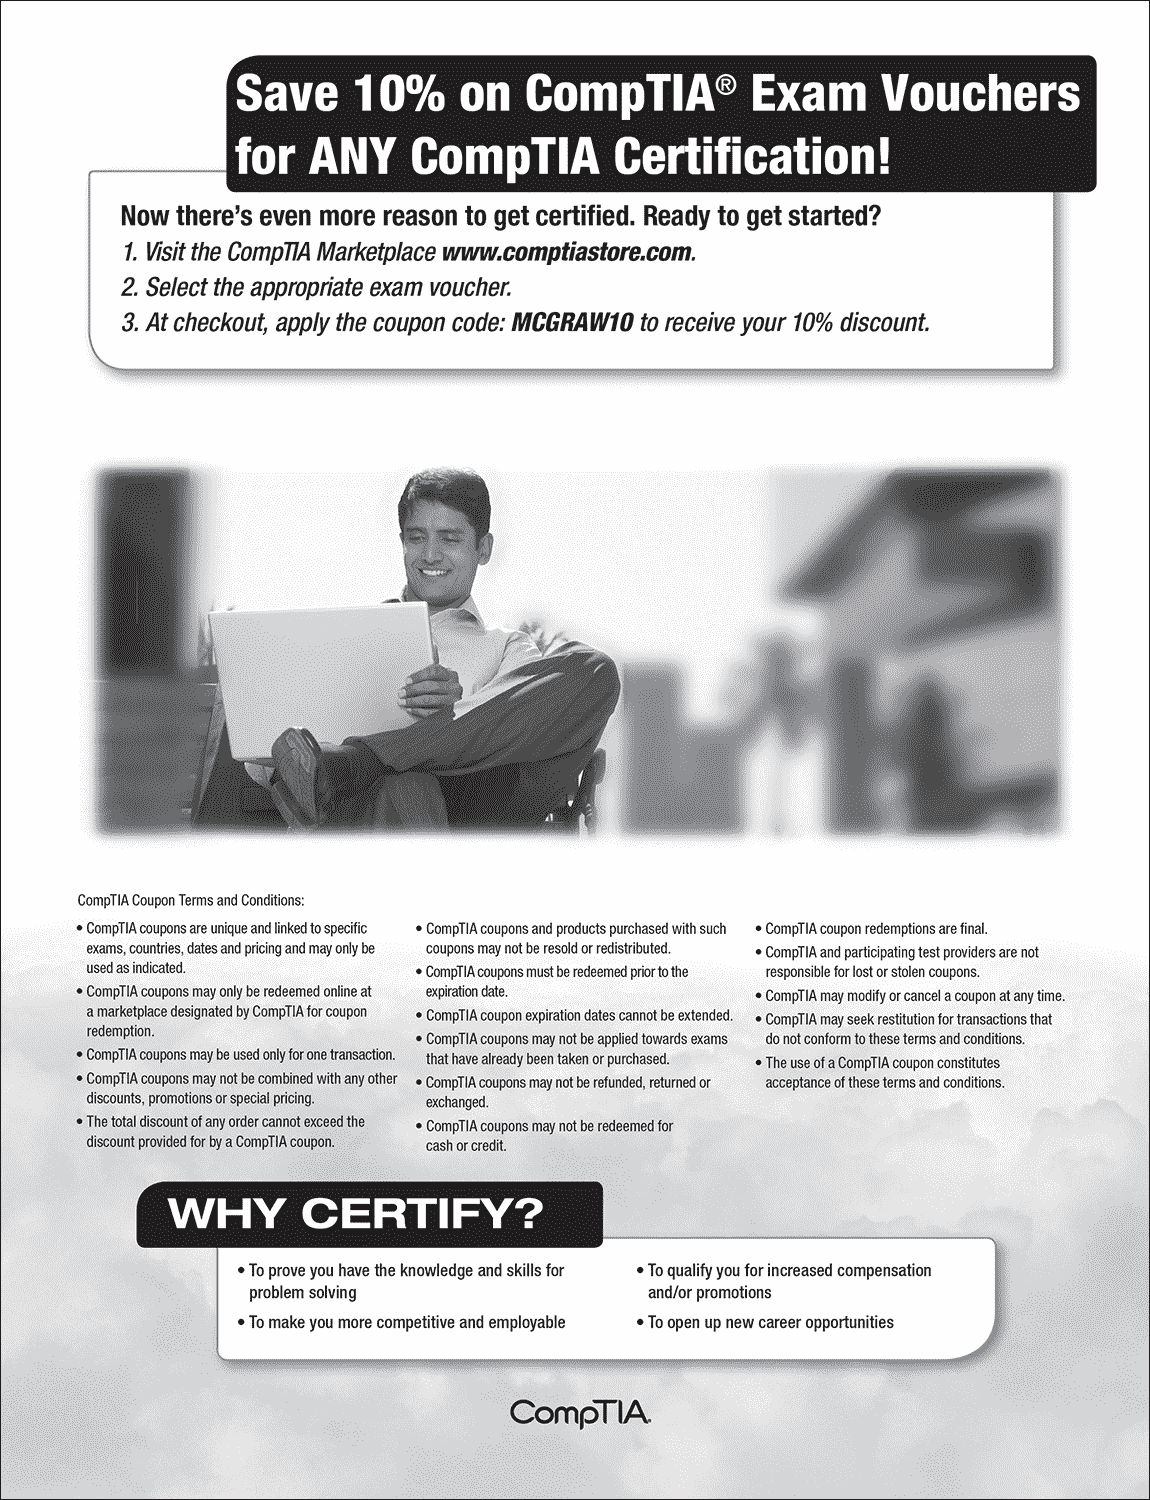 Save 10% on CompTIA® Exam Vouchers
for ANY CompTIA Certification!
Now there's even more reason to get certified. Ready to get started?
1. Visit the CompTIA Marketplace www.comptiastore.com.
2. Select the appropriate exam voucher.
3. At checkout, apply the coupon code: MCGRAW10 to receive your 10% discount.
CompTIA Coupon Terms and Conditions:
• CompTIA coupons are unique and linked to specific
exams, countries, dates and pricing and may only be
used as indicated.
• CompTIA coupons may only be redeemed online at
a marketplace designated by CompTIA for coupon
redemption.
• CompTIA coupons may be used only for one transaction.
• CompTIA coupons may not be combined with any other
discounts, promotions or special pricing.
• The total discount of any order cannot exceed the
discount provided for by a CompTIA coupon.
• CompTIA coupons and products purchased with such
coupons may not be resold or redistributed.
• CompTIA coupons must be redeemed prior to the
expiration date.
• CompTIA coupon expiration dates cannot be extended.
• CompTIA coupons may not be applied towards exams
that have already been taken or purchased.
• CompTIA coupons may not be refunded, returned or
exchanged.
• CompTIA coupons may not be redeemed for
cash or credit.
• CompTIA coupon redemptions are final.
• CompTIA and participating test providers are not
responsible for lost or stolen coupons.
• CompTIA may modify or cancel a coupon at any time.
• CompTIA may seek restitution for transactions that
do not conform to these terms and conditions.
• The use of a CompTIA coupon constitutes
acceptance of these terms and conditions.
WHY CERTIFY?
• To prove you have the knowledge and skills for
problem solving
• To make you more competitive and employable
• To qualify you for increased compensation
and/or promotions
• To open up new career opportunities
CompTIA.